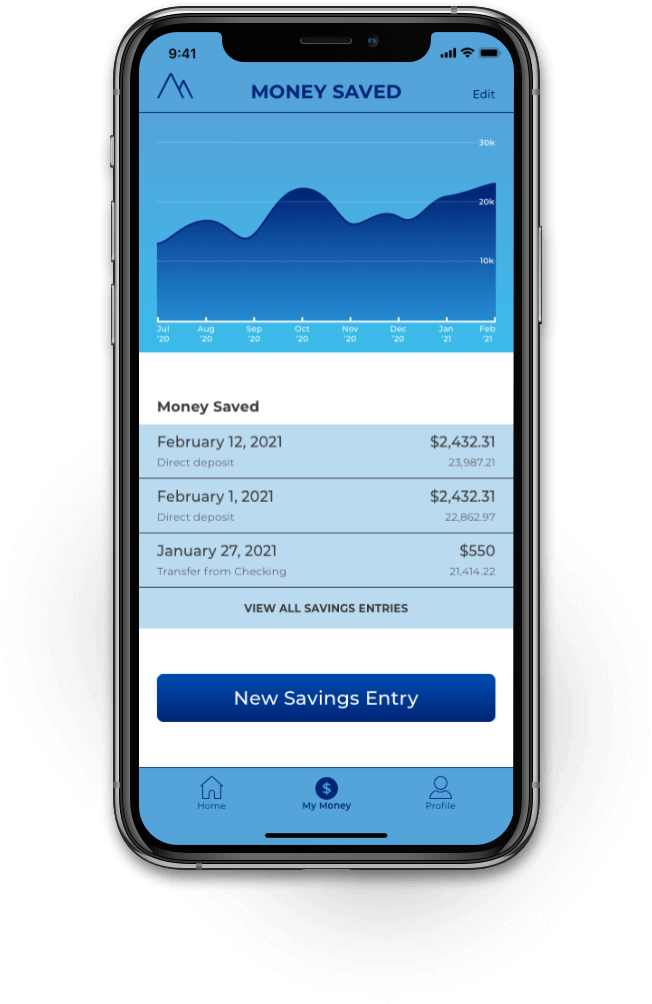 9:41
MONEY SAVED
Edit
30k
20k
10k
Jul Aug Sep Oct Nov Dec Jan Feb
'20 '20 '20 '20 '20 '20 '21 '21
Money Saved
February 12, 2021 $2,432.31
Direct deposit 23,987.21
February 1, 2021 $2,432.31
Direct deposit 22,862.97
January 27, 2021 $550
Transfer from Checking 21,414.22
VIEW ALL SAVINGS ENTRIES
New Savings Entry
$
Home My Money Profile